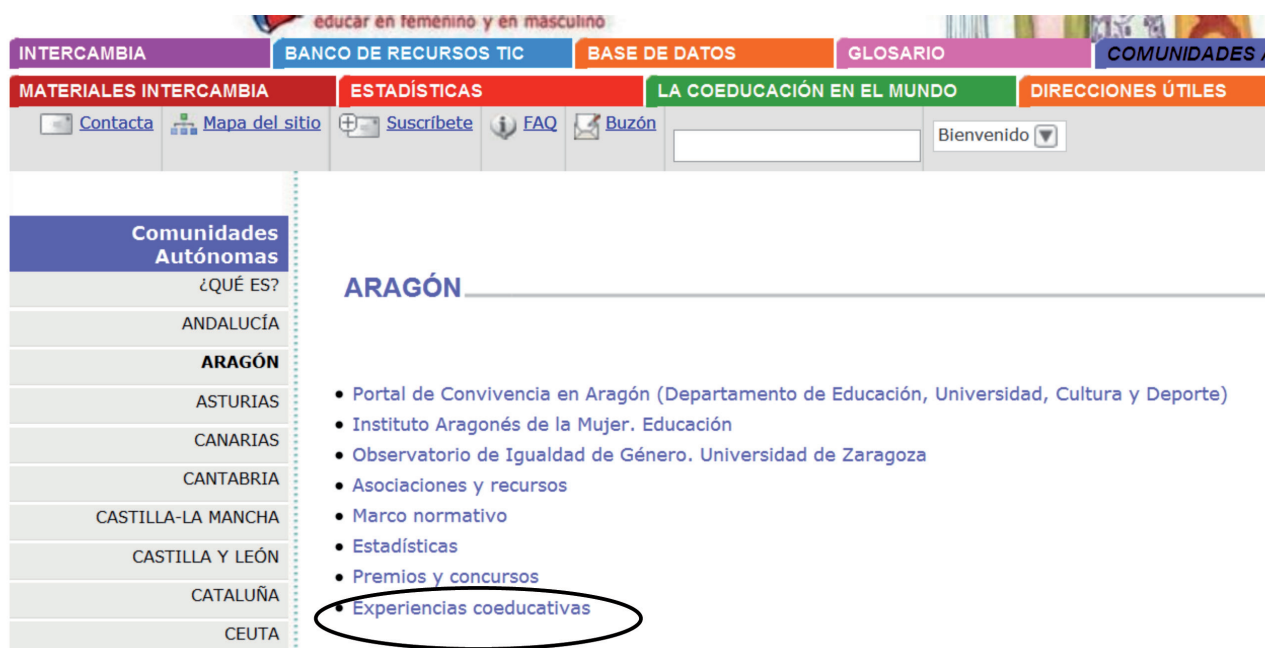 educar en femenino y en masculino
INTERCAMBIA BANCO DE RECURSOS TIC BASE DE DATOS GLOSARIO COMUNIDADES
MATERIALES INTERCAMBIA ESTADÍSTICAS LA COEDUCACIÓN EN EL MUNDO DIRECCIONES ÚTILES
Contacta Mapa del sitio Suscríbete FAQ Buzón Bienvenido
Comunidades
Autónomas
¿QUÉ ES?
ANDALUCÍA
ARAGÓN
ASTURIAS
CANARIAS
CANTABRIA
CASTILLA-LA MANCHA
CASTILLA Y LEÓN
CATALUÑA
CEUTA
ARAGÓN
• Portal de Convivencia en Aragón (Departamento de Educación, Universidad, Cultura y Deporte)
• Instituto Aragonés de la Mujer. Educación
• Observatorio de Igualdad de Género. Universidad de Zaragoza
• Asociaciones y recursos
• Marco normativo
• Estadísticas
• Premios y concursos
• Experiencias coeducativas